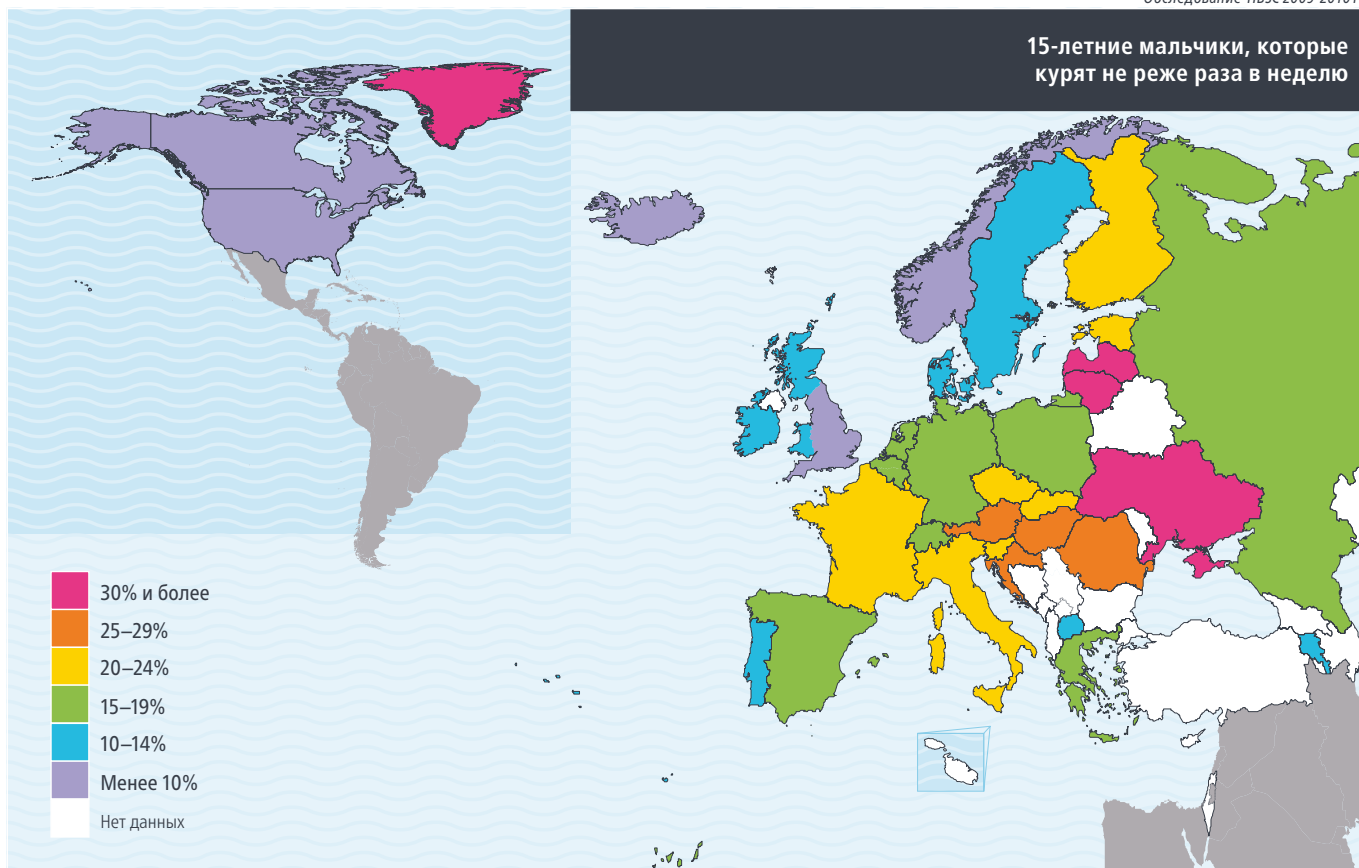 15-летние мальчики, которые
курят не реже раза в неделю
30% и более
25–29%
20–24%
15–19%
10–14%
Менее 10%
Нет данных